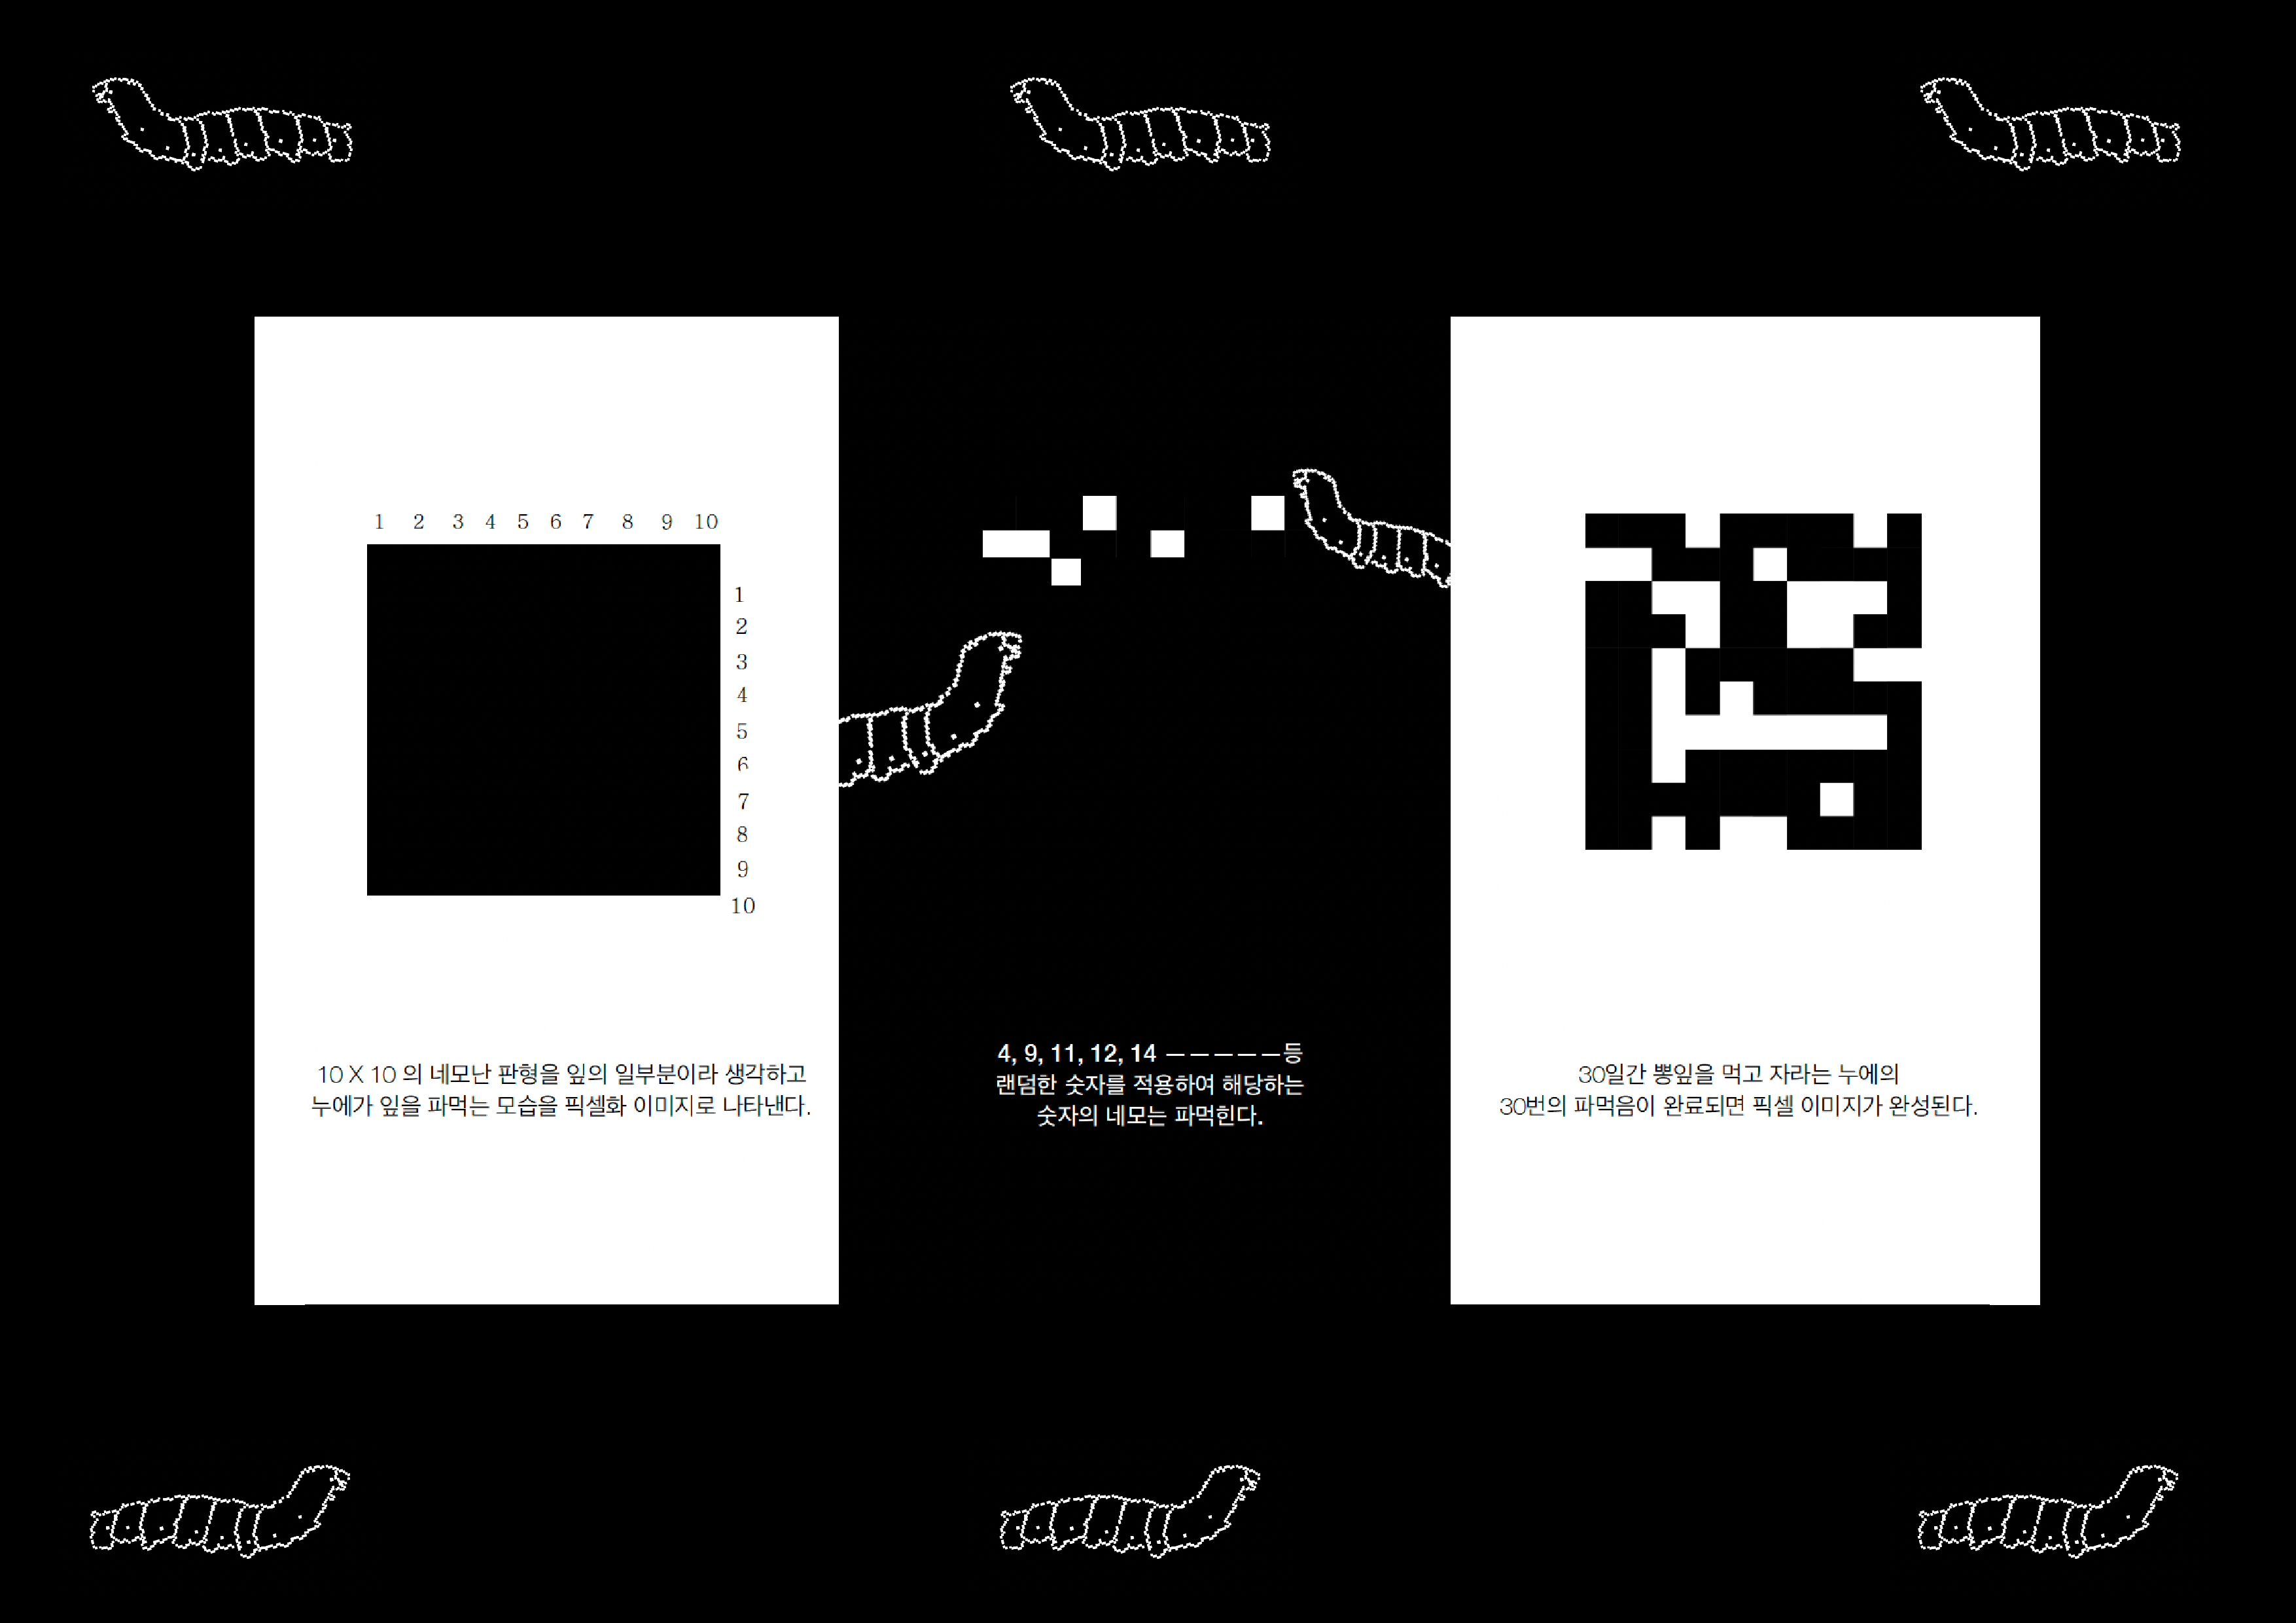 1 2 3 4 5 6 7 8 9 10
1
2
3
4
5
6
7
8
9
10
10 X 10 의 네모난 판형을 잎의 일부분이라 생각하고
누에가 잎을 파먹는 모습을 픽셀화 이미지로 나타낸다.
4, 9, 11, 12, 14 —————등
랜덤한 숫자를 적용하여 해당하는
숫자의 네모는 파먹힌다.
30일간 뽕잎을 먹고 자라는 누에의
30번의 파먹음이 완료되면 픽셀 이미지가 완성된다.